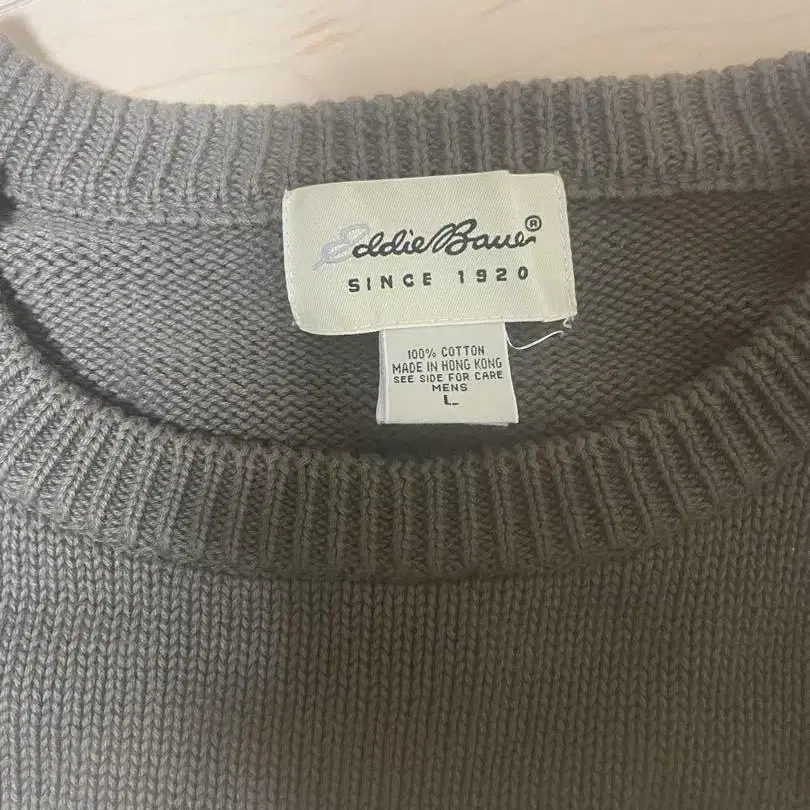 Eddie Bauer®
SINCE 1920
100% COTTON
MADE IN HONG KONG
SEE SIDE FOR CARE
MENS
L